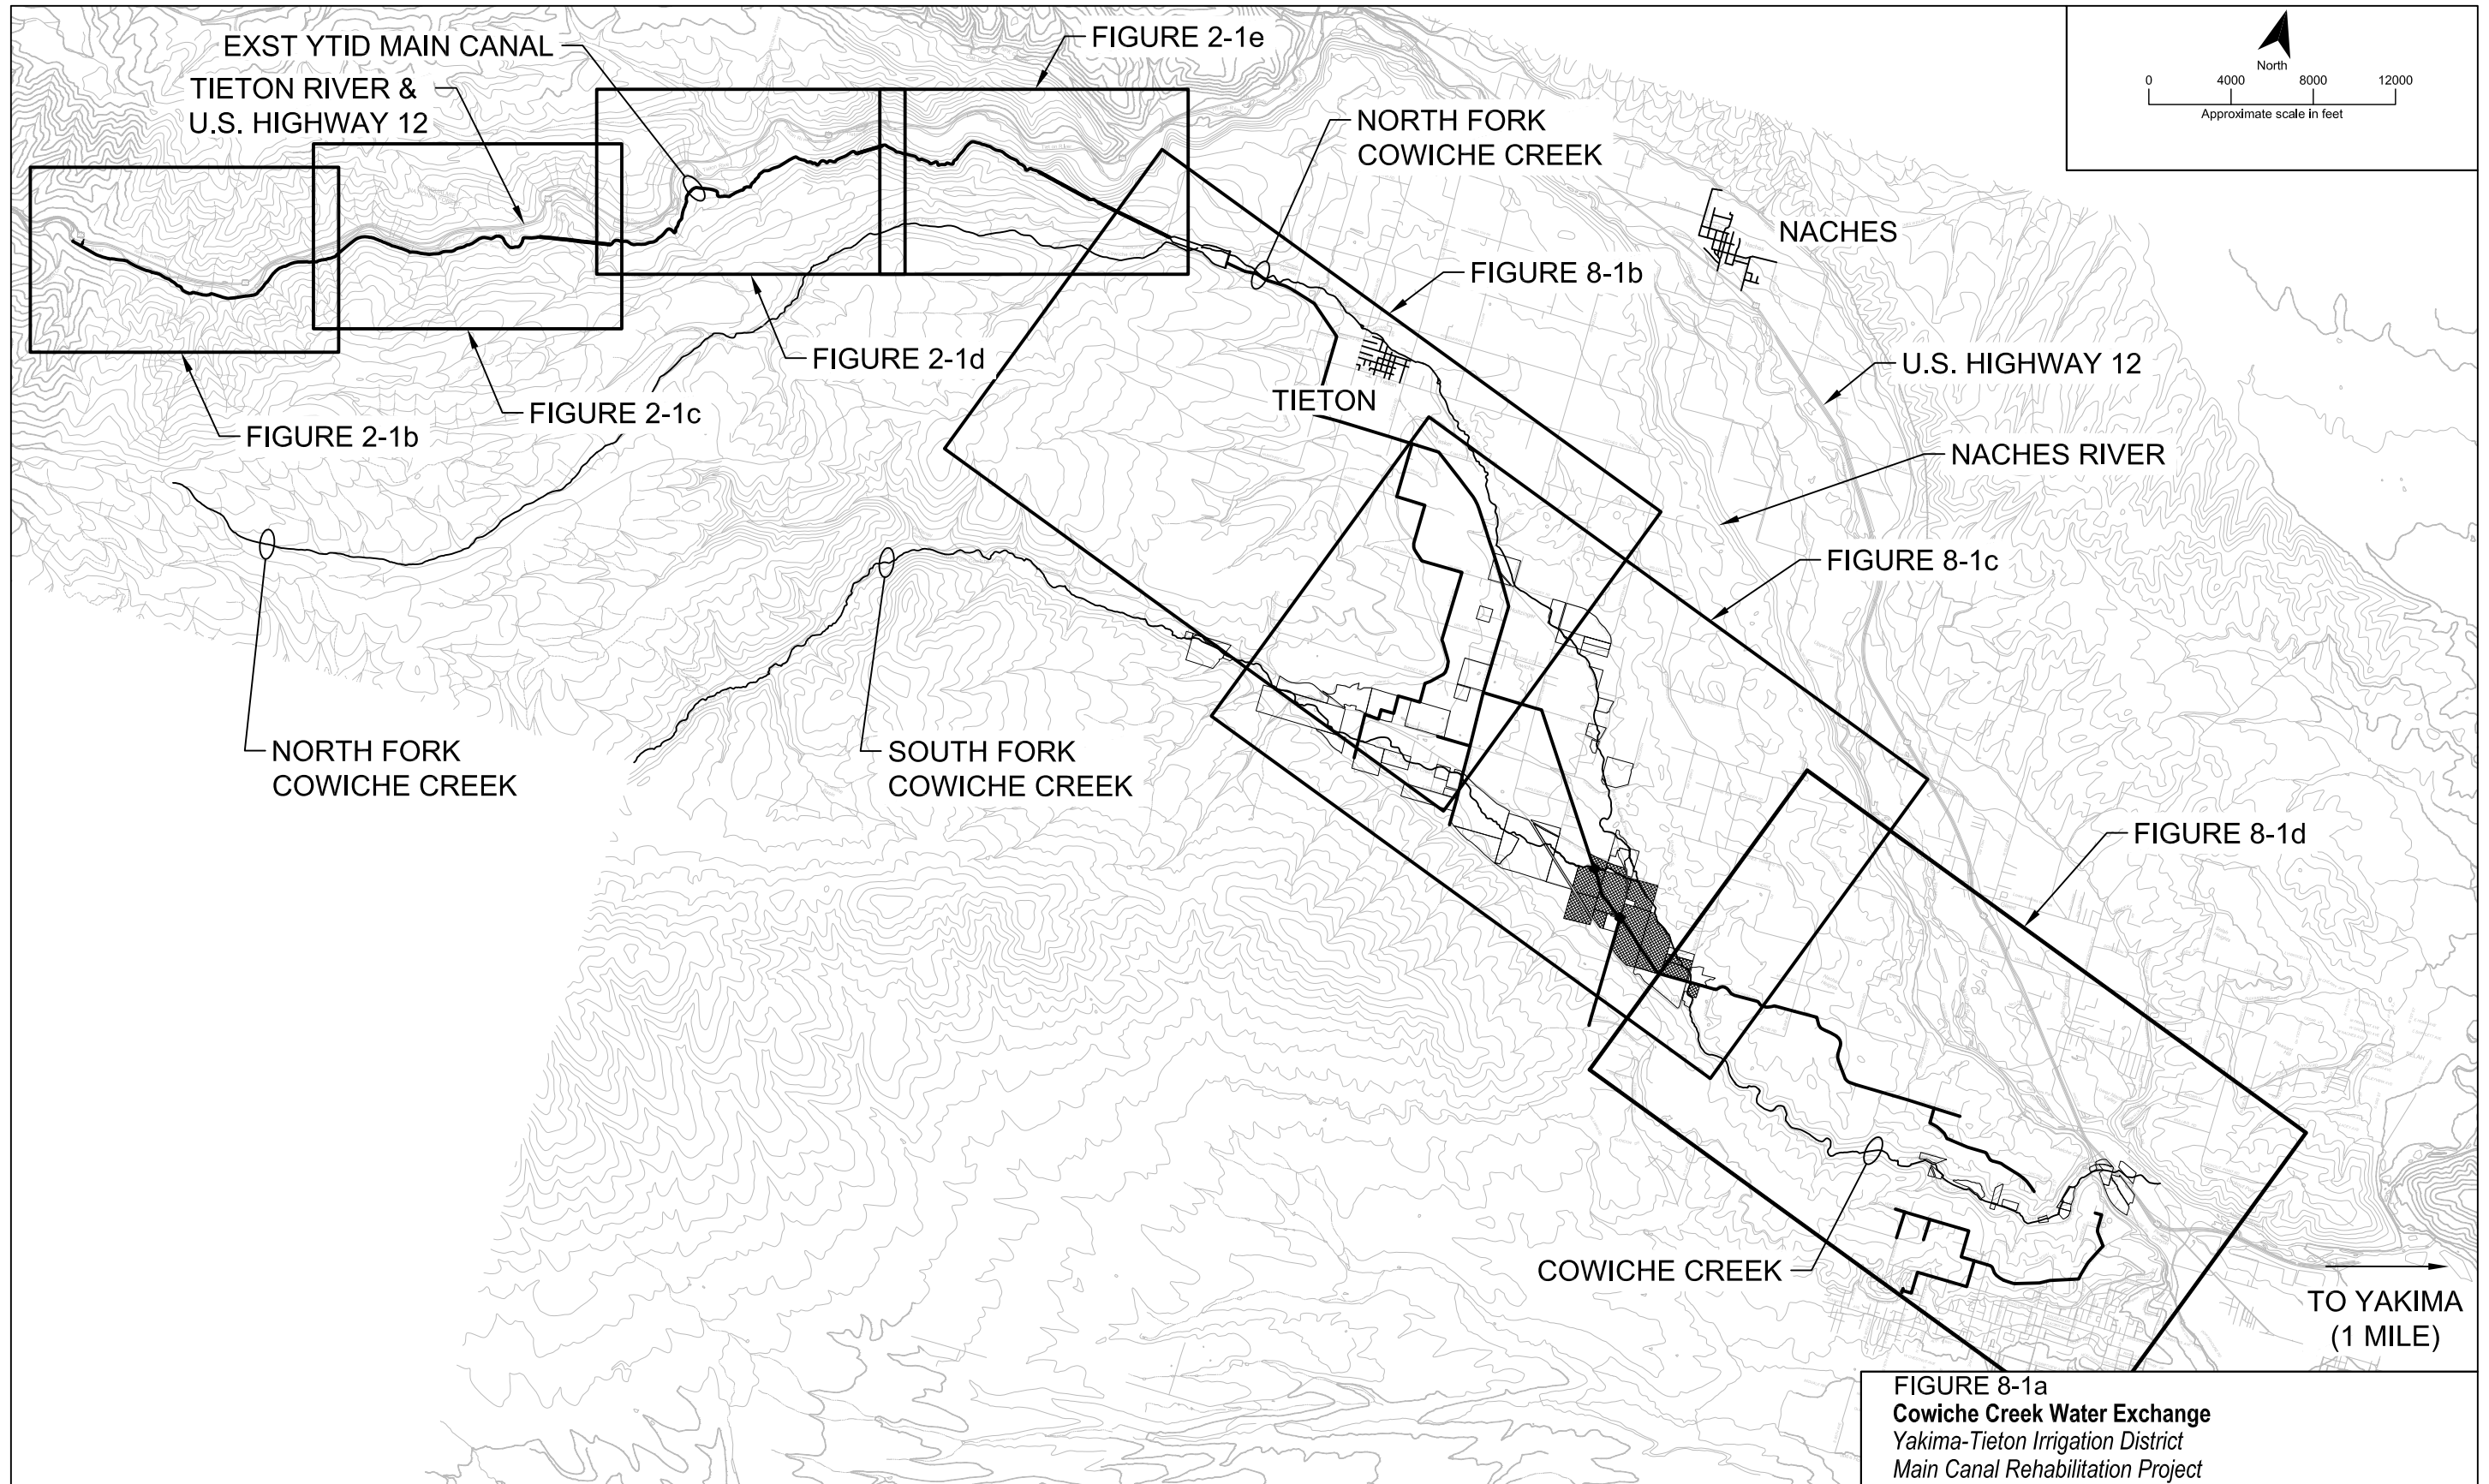 EXST YTID MAIN CANAL
TIETON RIVER &
U.S. HIGHWAY 12
FIGURE 2-1e
North
0 4000 8000 12000
Approximate scale in feet
NORTH FORK
COWICHE CREEK
NACHES
FIGURE 8-1b
FIGURE 2-1d
U.S. HIGHWAY 12
TIETON
FIGURE 2-1c
FIGURE 2-1b
NACHES RIVER
FIGURE 8-1c
NORTH FORK
COWICHE CREEK
SOUTH FORK
COWICHE CREEK
FIGURE 8-1d
COWICHE CREEK
TO YAKIMA
(1 MILE)
FIGURE 8-1a
Cowiche Creek Water Exchange
Yakima-Tieton Irrigation District
Main Canal Rehabilitation Project